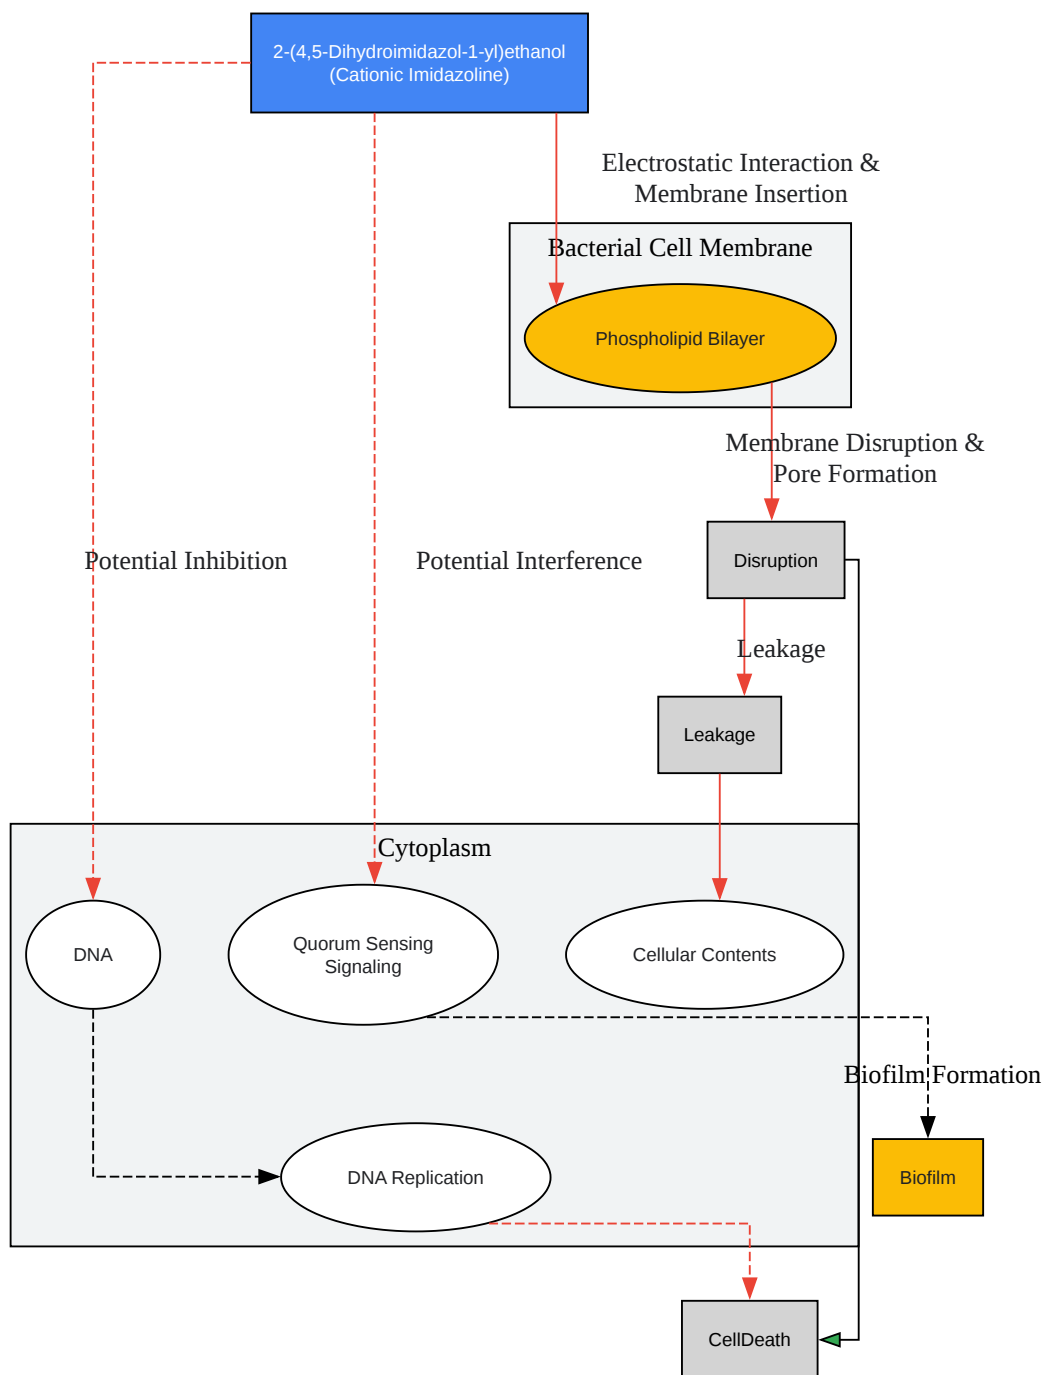 2-(4,5-Dihydroimidazol-1-yl)ethanol
(Cationic Imidazoline)
Electrostatic Interaction &
Membrane Insertion
Bacterial Cell Membrane
Phospholipid Bilayer
Membrane Disruption &
Pore Formation
Potential Inhibition
Potential Interference
Disruption
Leakage
Leakage
Cytoplasm
DNA
Quorum Sensing
Signaling
Cellular Contents
Biofilm Formation
DNA Replication
Biofilm
CellDeath